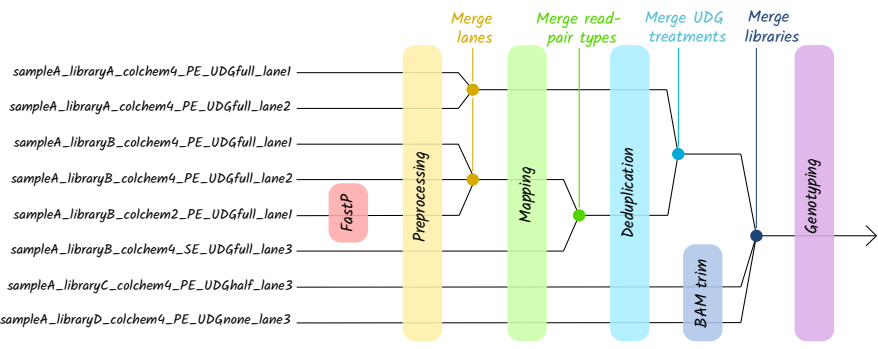 Merge
lanes
Merge read-
pair types
Merge UDG
treatments
Merge
libraries
sampleA_libraryA_colchem4_PE_UDGfull_lane1
sampleA_libraryA_colchem4_PE_UDGfull_lane2
sampleA_libraryB_colchem4_PE_UDGfull_lane1
sampleA_libraryB_colchem4_PE_UDGfull_lane2
sampleA_libraryB_colchem2_PE_UDGfull_lane1
sampleA_libraryB_colchem4_SE_UDGfull_lane3
sampleA_libraryC_colchem4_PE_UDGhalf_lane3
sampleA_libraryD_colchem4_PE_UDGnone_lane3
FastP
Preprocessing
Mapping
Deduplication
BAM trim
Genotyping